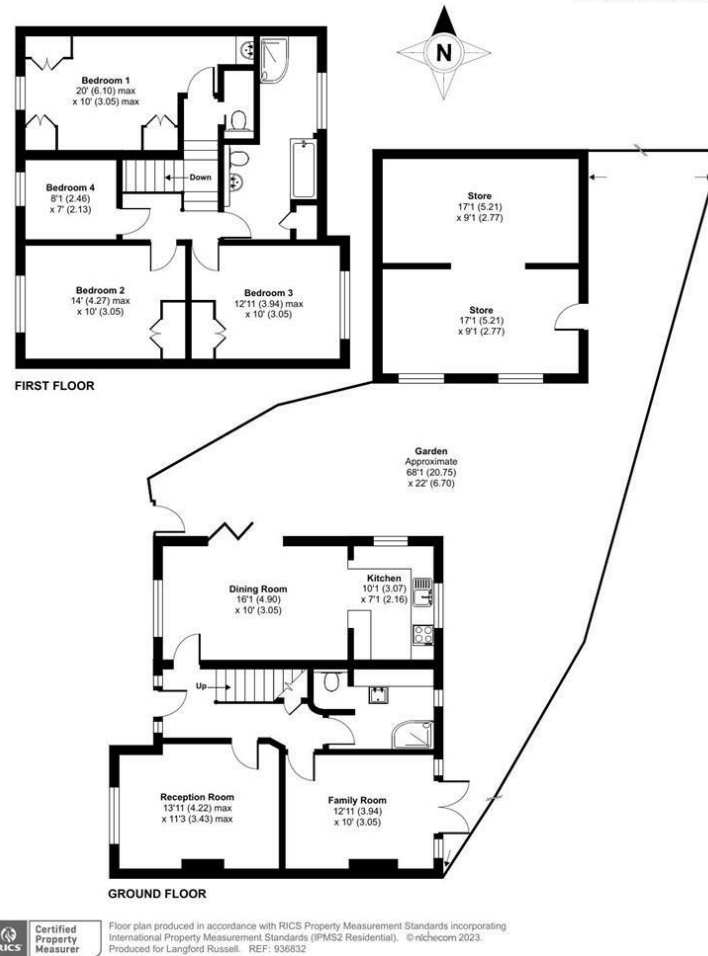 N
Bedroom 1
20' (6.10) max
x 10' (3.05) max
Down
Bedroom 4
8'1 (2.46)
x 7' (2.13)
Bedroom 2
14' (4.27) max
x 10' (3.05)
Bedroom 3
12'11 (3.94) max
x 10' (3.05)
FIRST FLOOR
Store
17'1 (5.21)
x 9'1 (2.77)
Store
17'1 (5.21)
x 9'1 (2.77)
Garden
Approximate
68'1 (20.75)
x 22' (6.70)
Dining Room
16'1 (4.90)
x 10' (3.05)
Kitchen
10'1 (3.07)
x 7'1 (2.16)
Up
Reception Room
13'11 (4.22) max
x 11'3 (3.43) max
Family Room
12'11 (3.94)
x 10' (3.05)
GROUND FLOOR
RICS
Certified
Property
Measurer
Floor plan produced in accordance with RICS Property Measurement Standards incorporating
International Property Measurement Standards (IPMS2 Residential). © nichecom 2023.
Produced for Langford Russell. REF: 936832